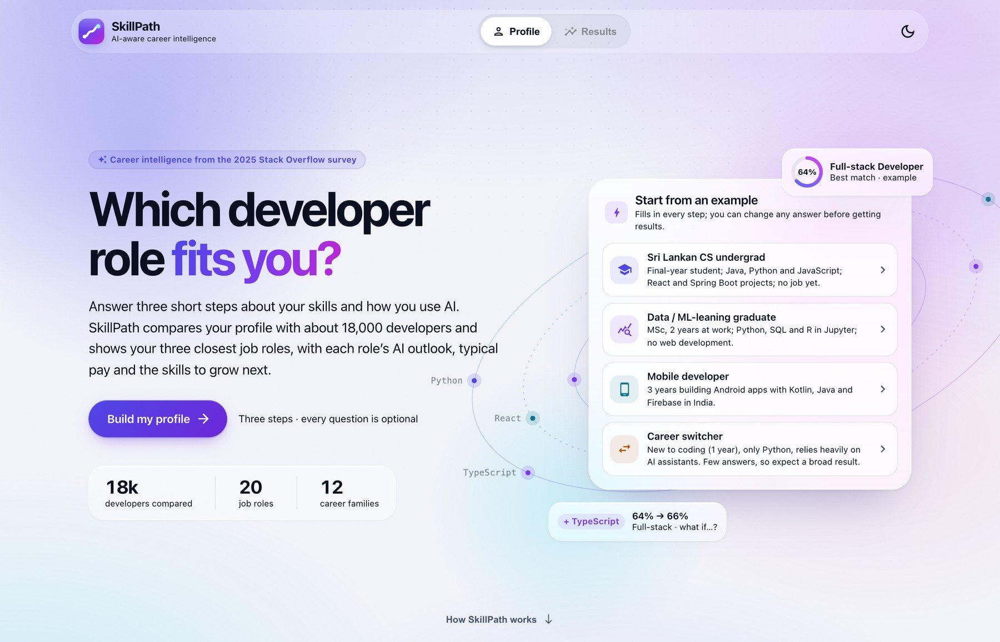 SkillPath
AI-aware career intelligence
Profile
Results
Career intelligence from the 2025 Stack Overflow survey
Which developer
role fits you?
Answer three short steps about your skills and how you use AI.
SkillPath compares your profile with about 18,000 developers and
shows your three closest job roles, with each role’s AI outlook, typical
pay and the skills to grow next.
Build my profile →
Three steps · every question is optional
18k
developers compared
20
job roles
12
career families
Python
React
TypeScript
64%
Full-stack Developer
Best match · example
Start from an example
Fills in every step; you can change any answer before getting
results.
Sri Lankan CS undergrad
Final-year student; Java, Python and JavaScript;
React and Spring Boot projects; no job yet.
Data / ML-leaning graduate
MSc, 2 years at work; Python, SQL and R in Jupyter;
no web development.
Mobile developer
3 years building Android apps with Kotlin, Java and
Firebase in India.
Career switcher
New to coding (1 year), only Python, relies heavily on
AI assistants. Few answers, so expect a broad result.
+ TypeScript
64% → 66%
Full-stack · what if...?
How SkillPath works ↓